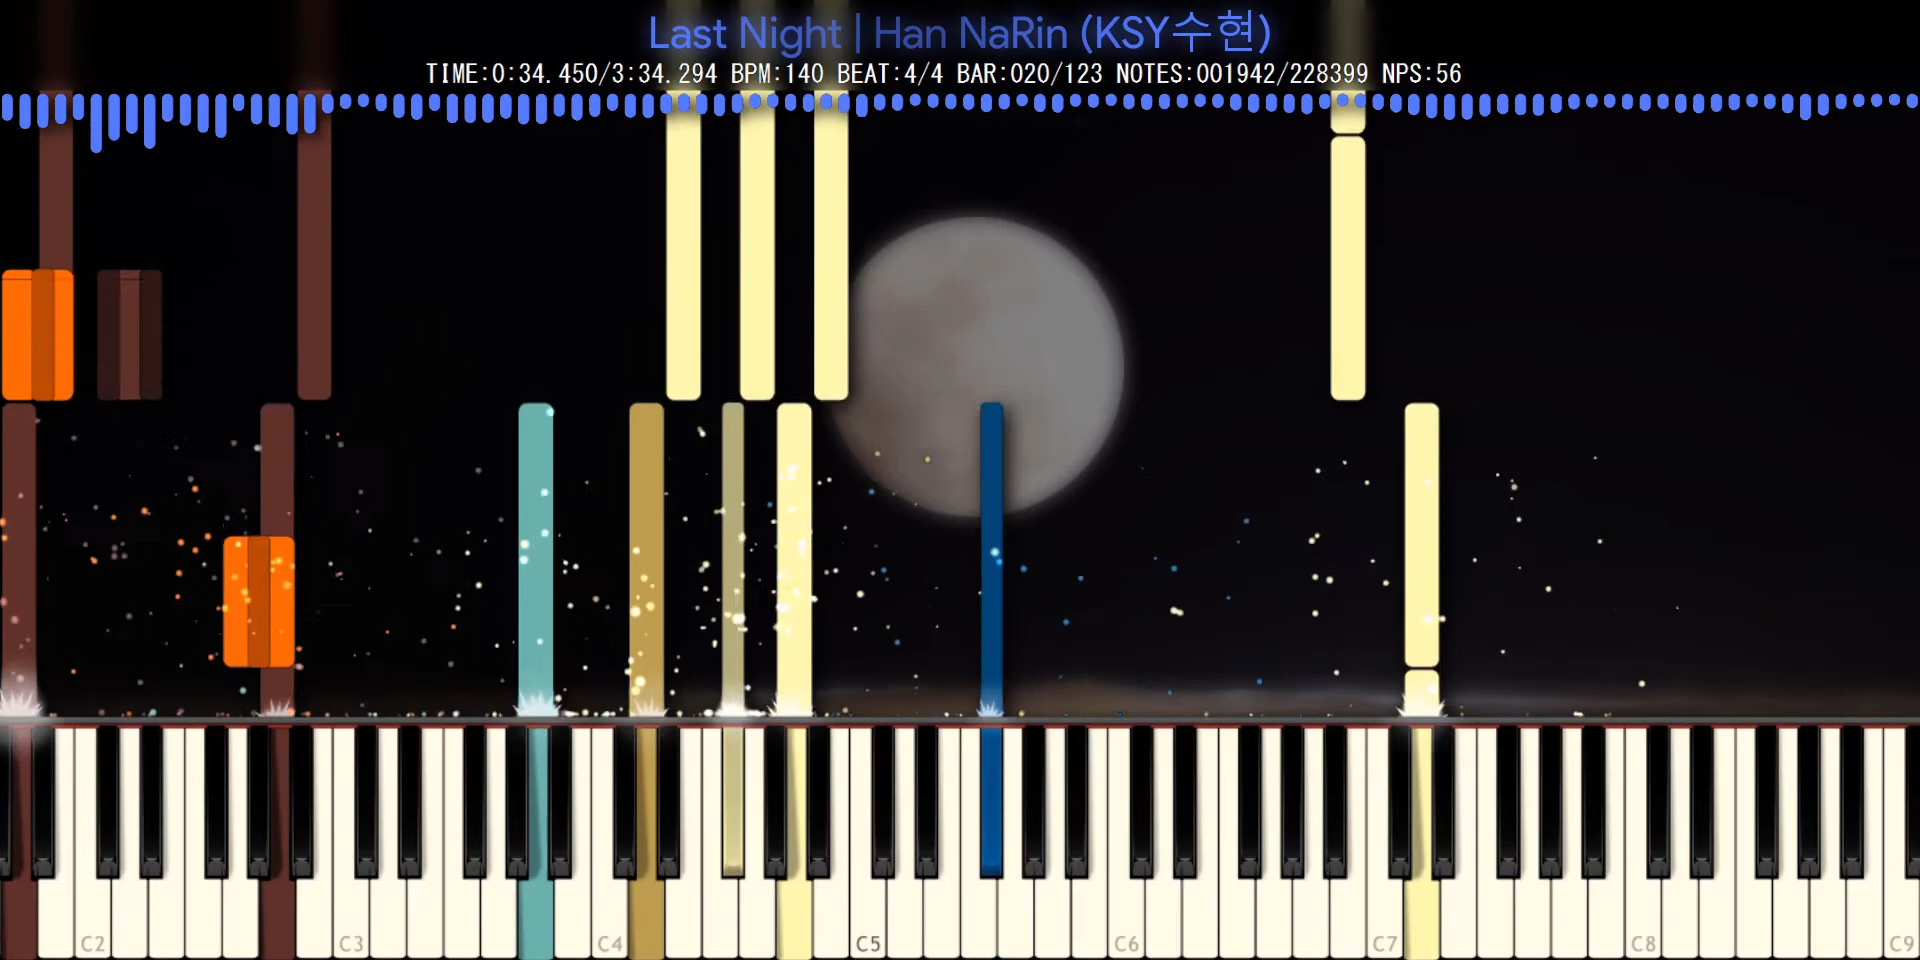 Last Night | Han NaRin (KSY수현)
TIME:0:34.450/3:34.294 BPM:140 BEAT:4/4 BAR:020/123 NOTES:001942/228399 NPS:56
C2 C3 C4 C5 C6 C7 C8 C9